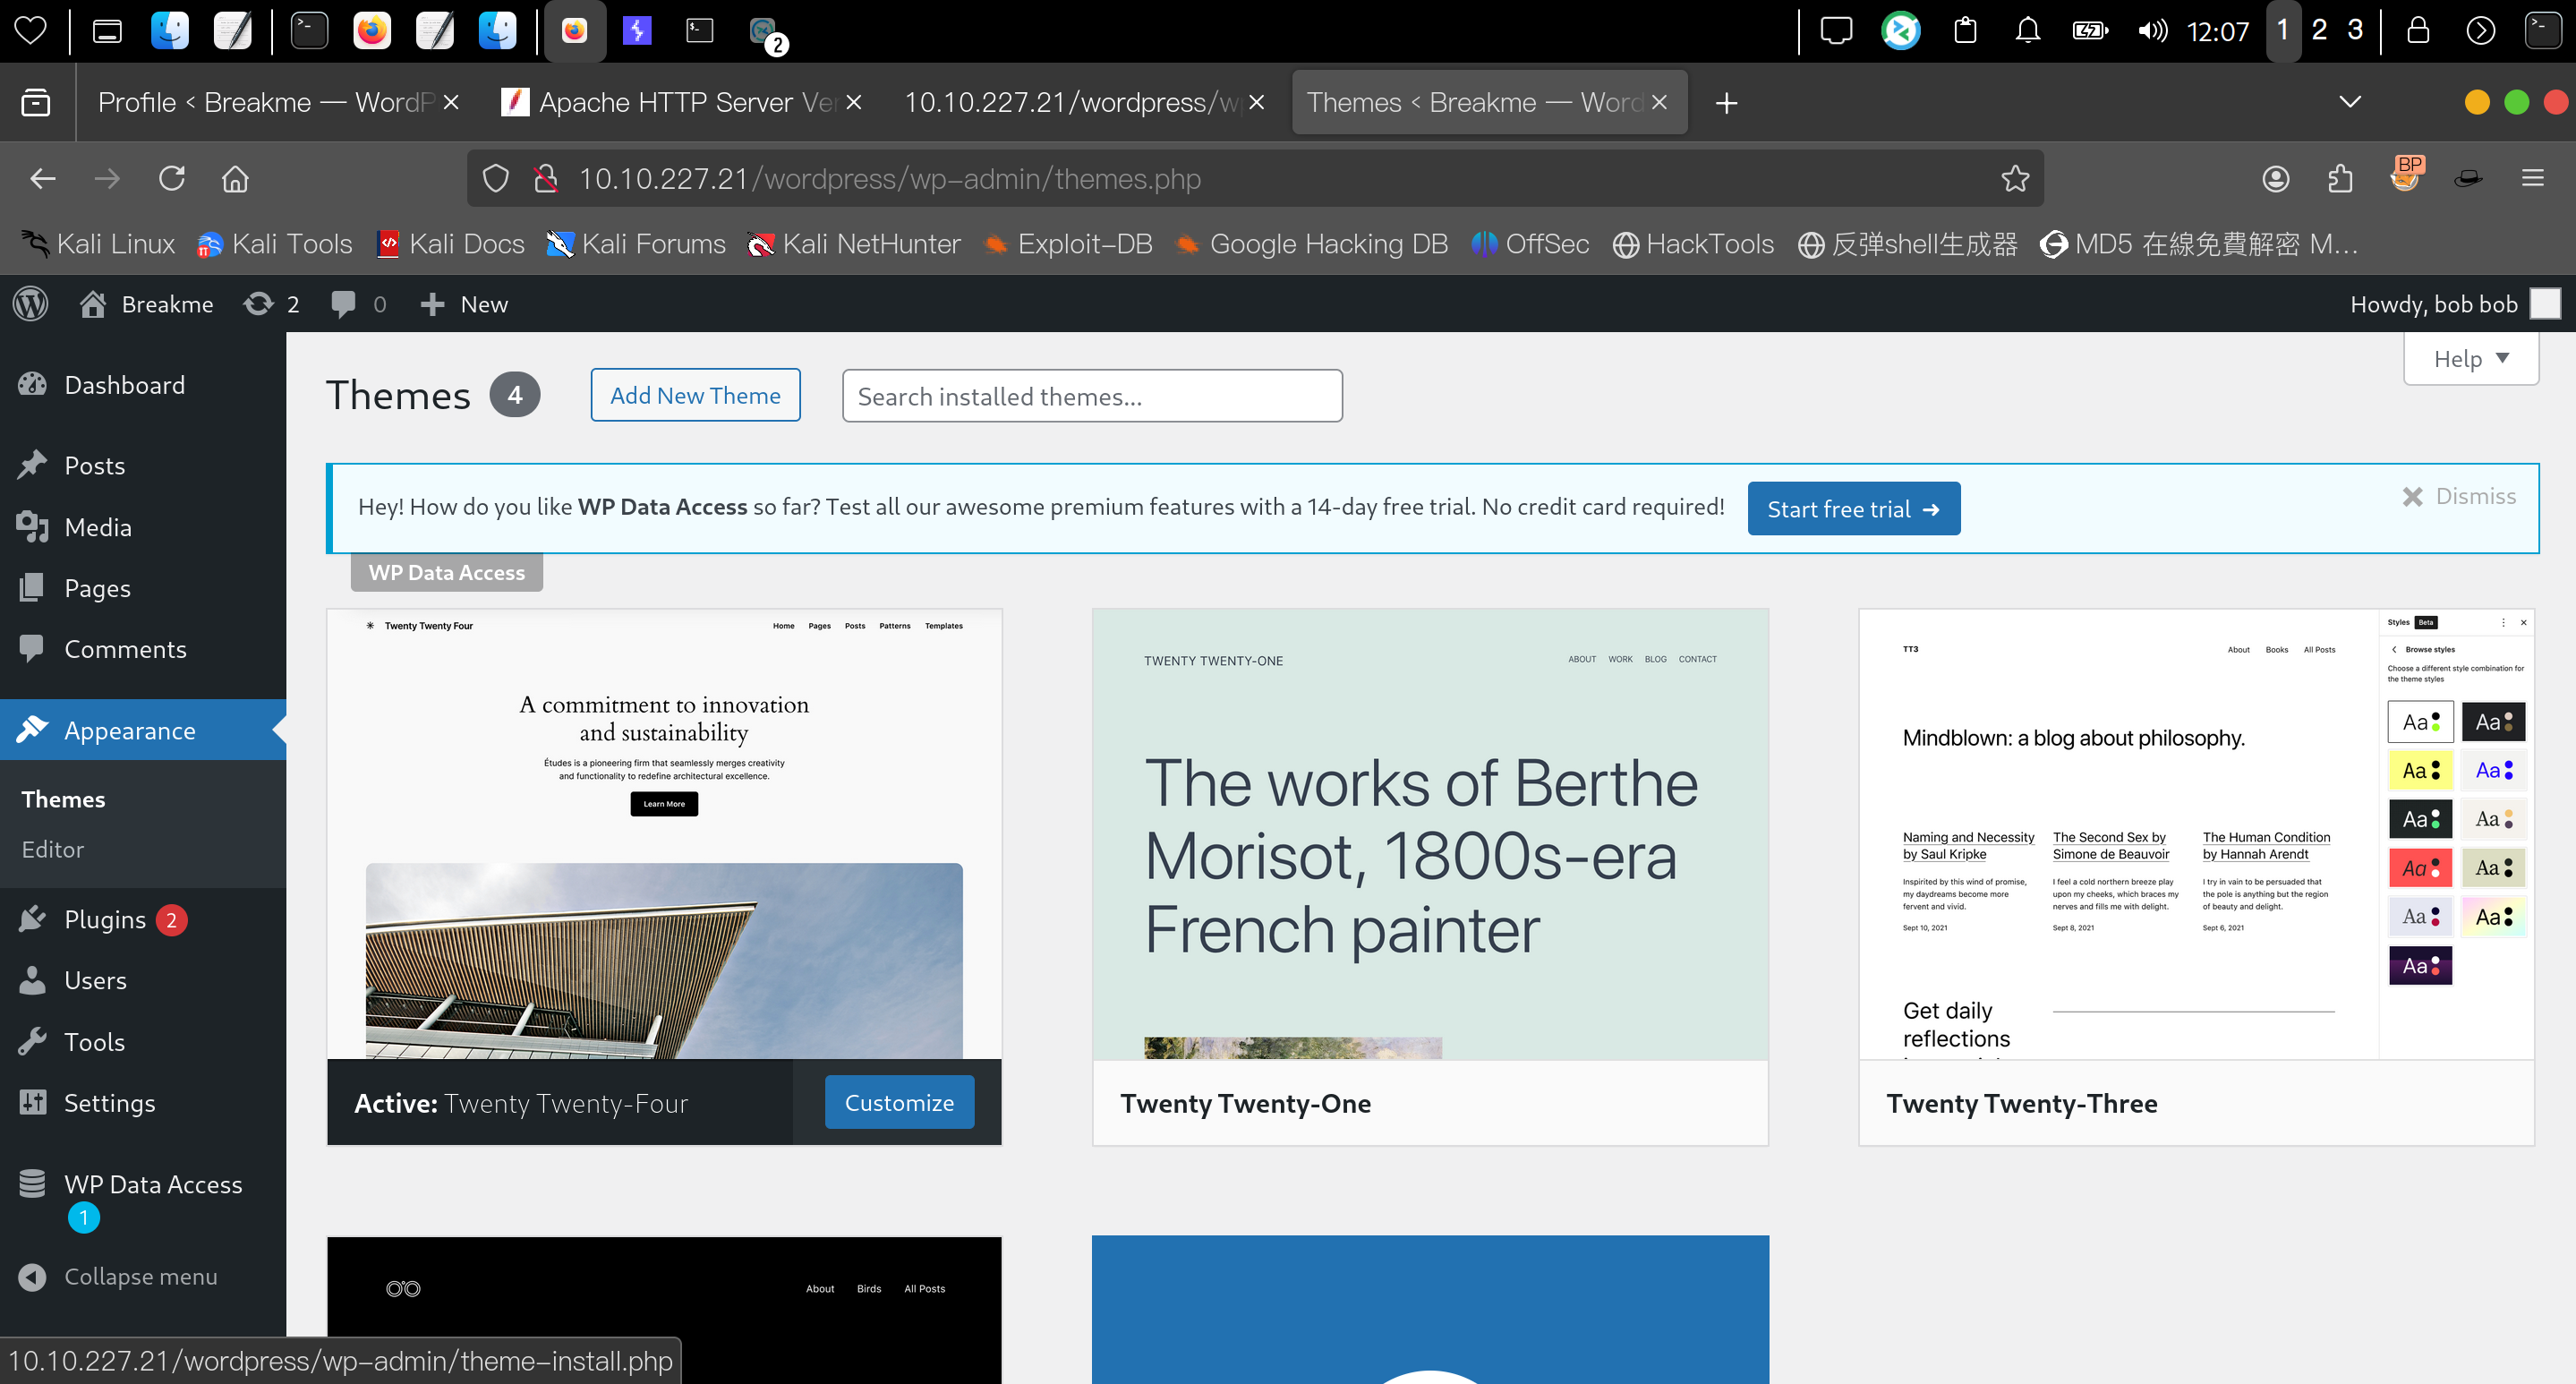 2
12:07 1 2 3
Profile < Breakme — WordP
Apache HTTP Server Ver
10.10.227.21/wordpress/w
Themes < Breakme — Word
10.10.227.21/wordpress/wp-admin/themes.php
BP
Kali Linux Kali Tools Kali Docs Kali Forums Kali NetHunter Exploit-DB Google Hacking DB OffSec HackTools 反弹shell生成器 MD5 在線免費解密 M...
Breakme 2 0 New
Howdy, bob bob
Help
Dashboard
Posts
Media
Pages
Comments
Appearance
Themes
Editor
Plugins 2
Users
Tools
Settings
WP Data Access
1
Collapse menu
Themes 4 Add New Theme Search installed themes...
Hey! How do you like WP Data Access so far? Test all our awesome premium features with a 14-day free trial. No credit card required! Start free trial → Dismiss
WP Data Access
Twenty Twenty Four Home Pages Posts Patterns Templates
A commitment to innovation
and sustainability
Études is a pioneering firm that seamlessly merges creativity
and functionality to redefine architectural excellence.
Learn More
Active: Twenty Twenty-Four Customize
TWENTY TWENTY-ONE ABOUT WORK BLOG CONTACT
The works of Berthe
Morisot, 1800s-era
French painter
Twenty Twenty-One
TT3 About Books All Posts
Mindblown: a blog about philosophy.
Naming and Necessity
by Saul Kripke
Inspirited by this wind of promise,
my daydreams become more
fervent and vivid.
Sept 10, 2021
The Second Sex by
Simone de Beauvoir
I feel a cold northern breeze play
upon my cheeks, which braces my
nerves and fills me with delight.
Sept 8, 2021
The Human Condition
by Hannah Arendt
I try in vain to be persuaded that
the pole is anything but the region
of beauty and delight.
Sept 6, 2021
Get daily
reflections
Styles Beta
Browse styles
Choose a different style combination for
the theme styles
Aa Aa
Aa Aa
Aa Aa
Aa Aa
Aa Aa
Aa
Twenty Twenty-Three
About Birds All Posts
10.10.227.21/wordpress/wp-admin/theme-install.php